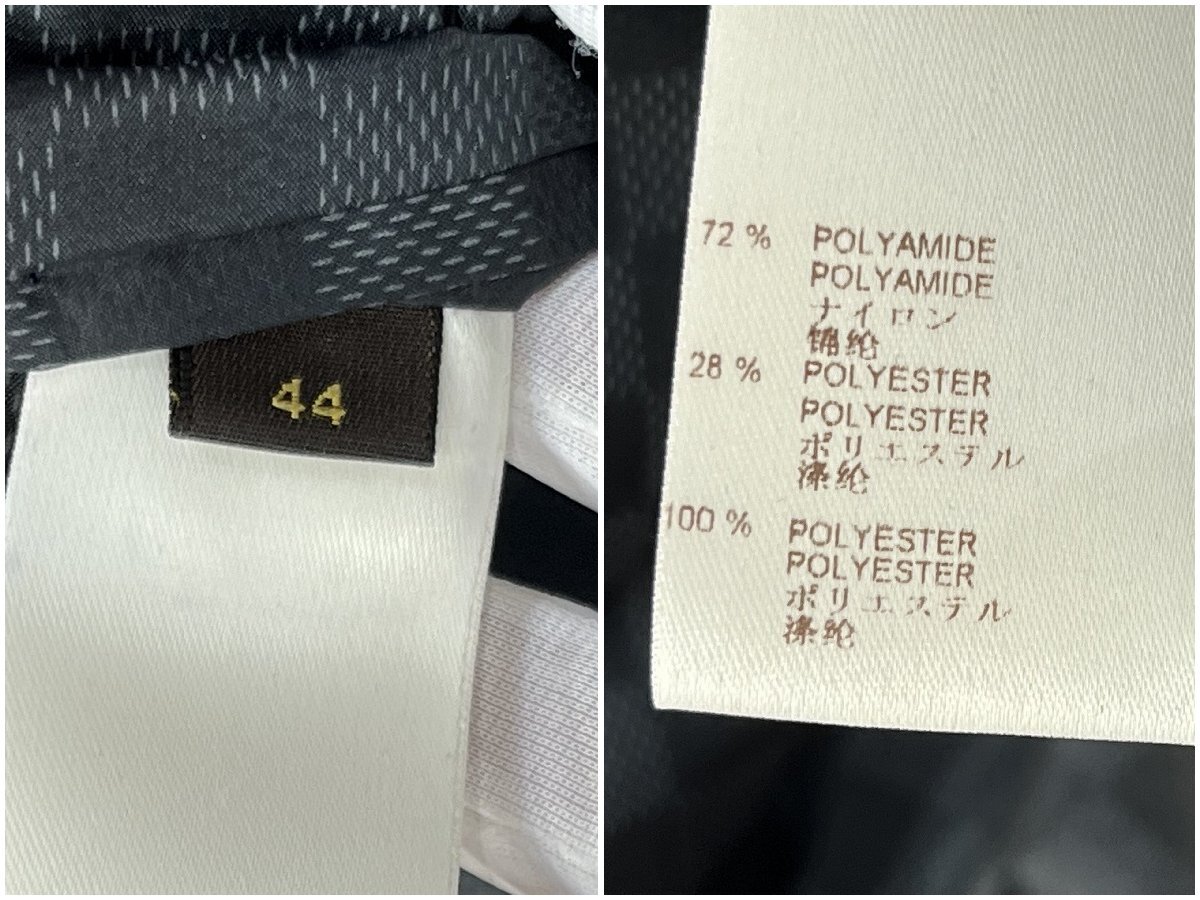 44
72 % POLYAMIDE
POLYAMIDE
ナイロン
锦纶
28 % POLYESTER
POLYESTER
ポリエステル
涤纶
100 % POLYESTER
POLYESTER
ポリエステル
涤纶